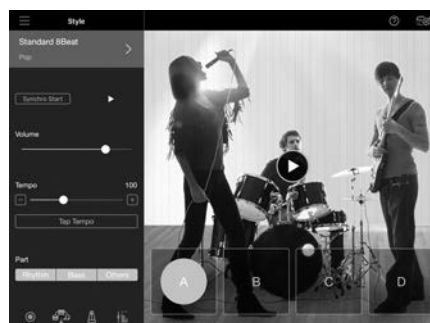 Style
?
Standard 8Beat
Pop
Synchro Start
Volume
Tempo 100
Tap Tempo
Part
Rhythm Bass Others
A B C D